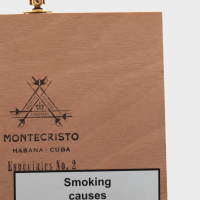 MONTECRISTO
HABANA · CUBA
Especiales No. 2
Smoking
causes